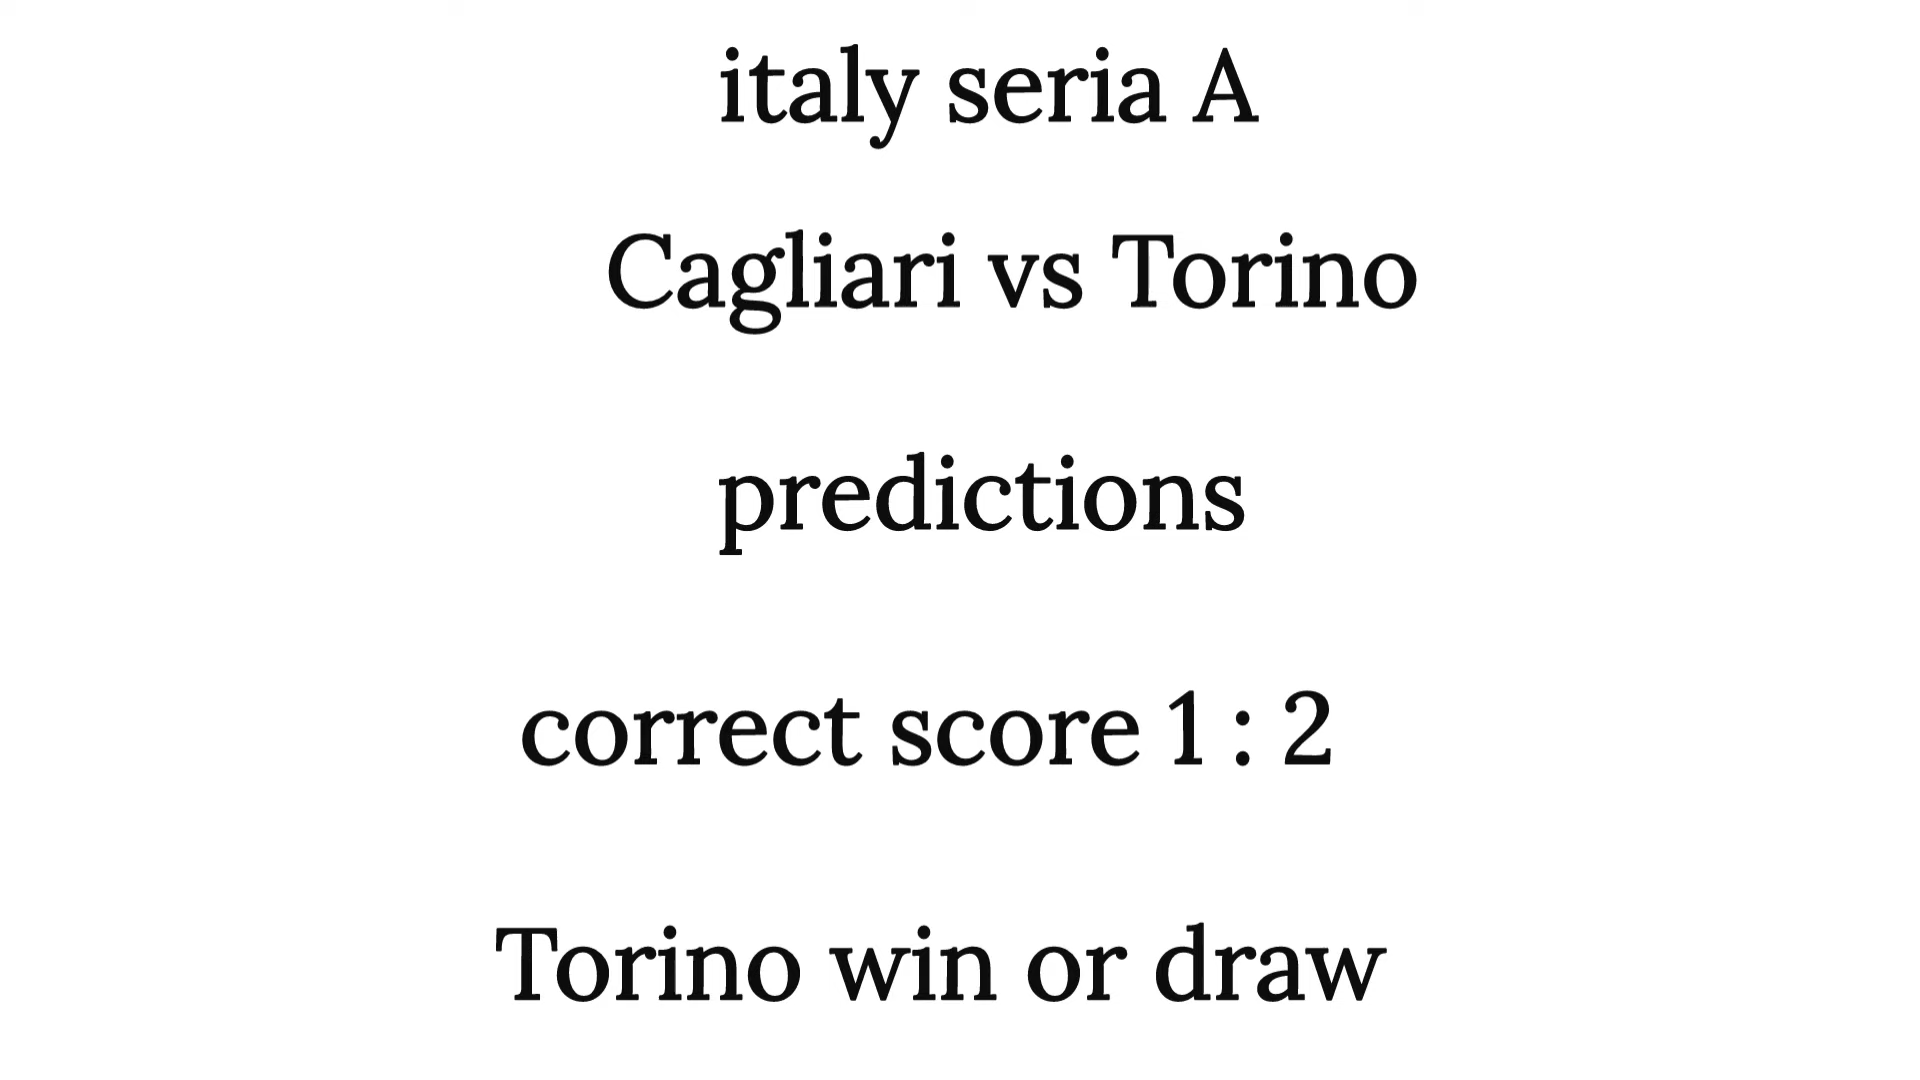 italy seria A
Cagliari vs Torino
predictions
correct score 1 : 2
Torino win or draw